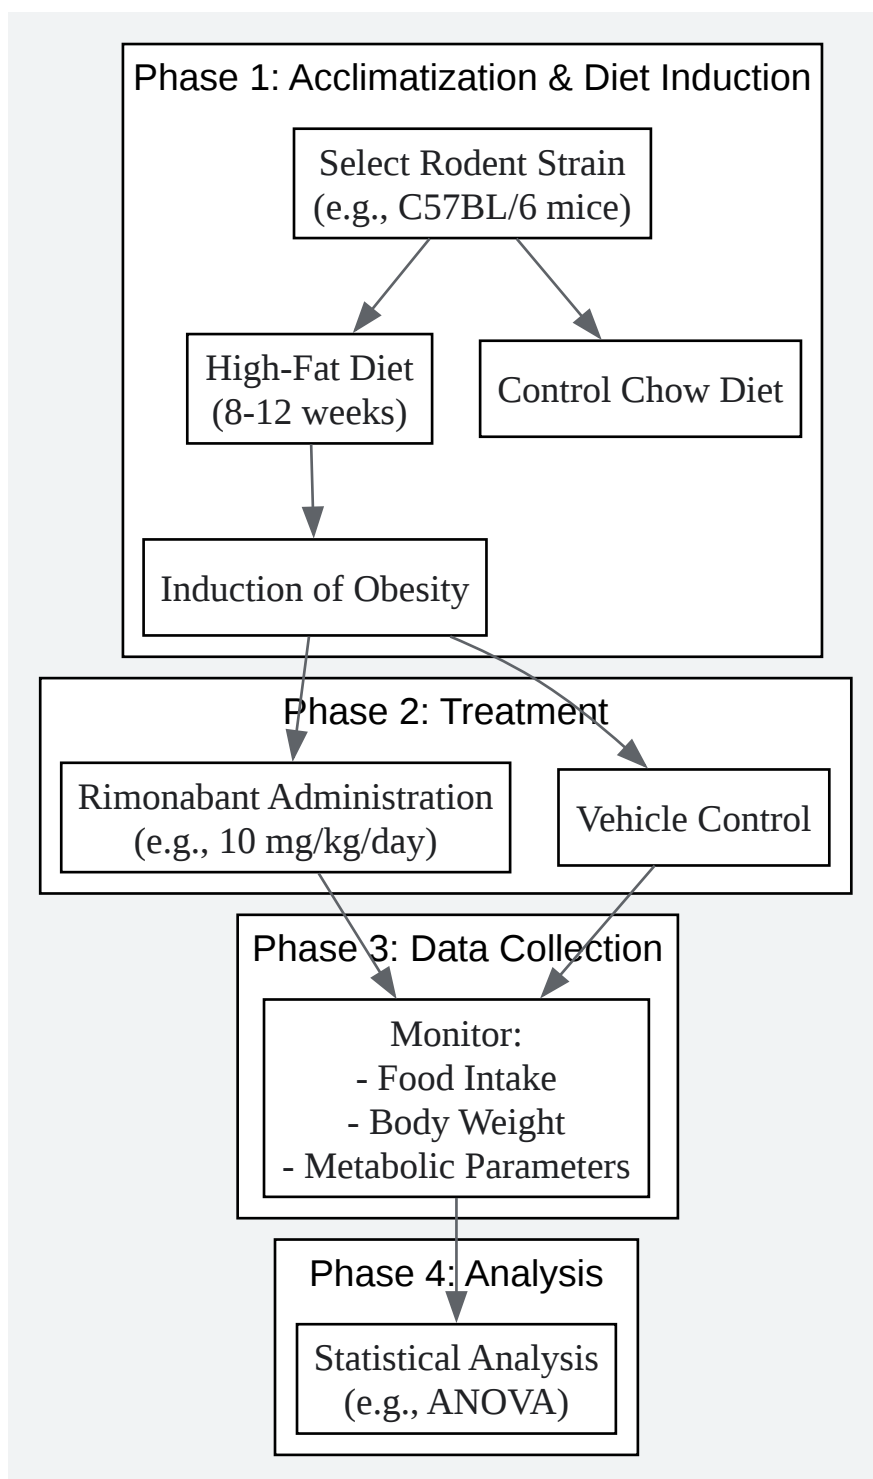 Phase 1: Acclimatization & Diet Induction
Select Rodent Strain
(e.g., C57BL/6 mice)
High-Fat Diet
(8-12 weeks)
Control Chow Diet
Induction of Obesity
Phase 2: Treatment
Rimonabant Administration
(e.g., 10 mg/kg/day)
Vehicle Control
Phase 3: Data Collection
Monitor:
- Food Intake
- Body Weight
- Metabolic Parameters
Phase 4: Analysis
Statistical Analysis
(e.g., ANOVA)